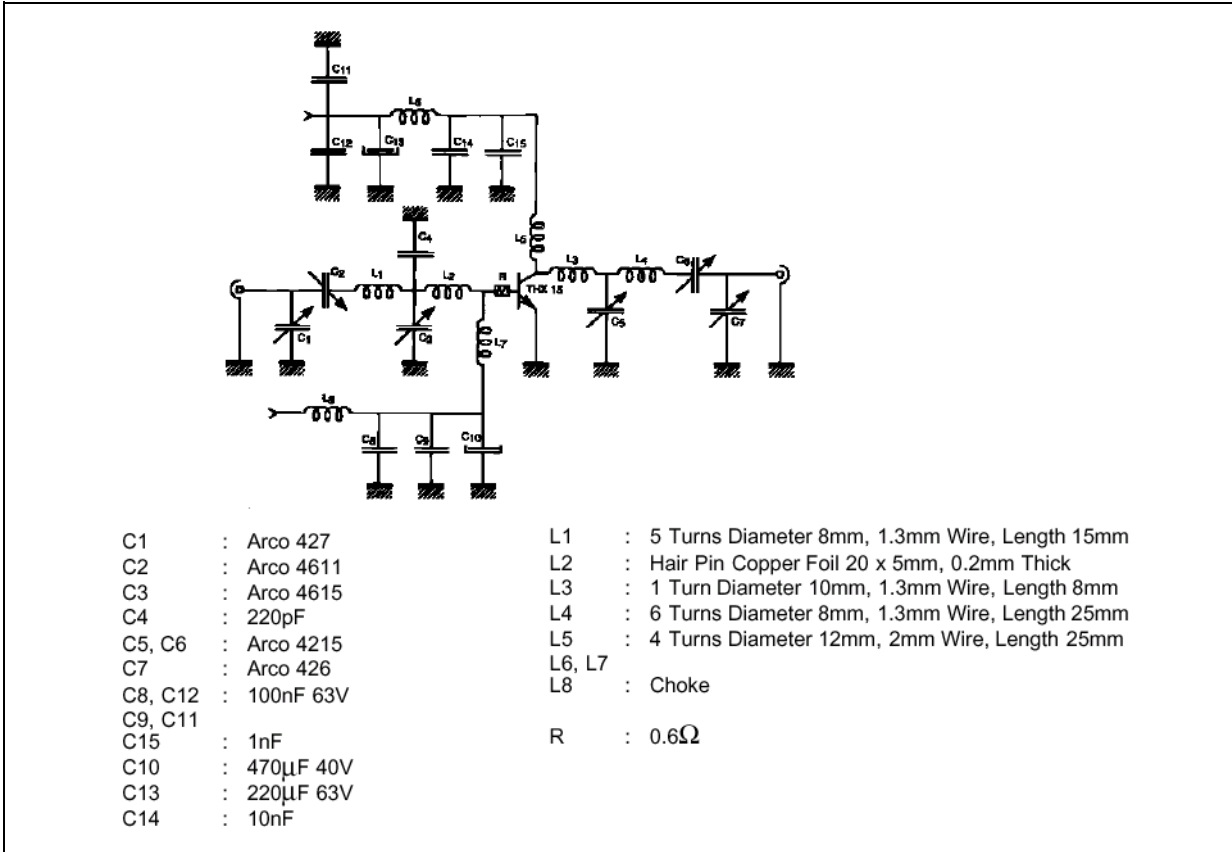 C11
L6
C12
C13
C14
C15
C4
L5
C2
L1
L2
R
THX 15
L3
L4
C6
C1
C3
L7
C5
C7
L8
C8
C9
C10
C1 : Arco 427
C2 : Arco 4611
C3 : Arco 4615
C4 : 220pF
C5, C6 : Arco 4215
C7 : Arco 426
C8, C12 : 100nF 63V
C9, C11
C15 : 1nF
C10 : 470µF 40V
C13 : 220µF 63V
C14 : 10nF
L1 : 5 Turns Diameter 8mm, 1.3mm Wire, Length 15mm
L2 : Hair Pin Copper Foil 20 x 5mm, 0.2mm Thick
L3 : 1 Turn Diameter 10mm, 1.3mm Wire, Length 8mm
L4 : 6 Turns Diameter 8mm, 1.3mm Wire, Length 25mm
L5 : 4 Turns Diameter 12mm, 2mm Wire, Length 25mm
L6, L7
L8 : Choke
R : 0.6Ω